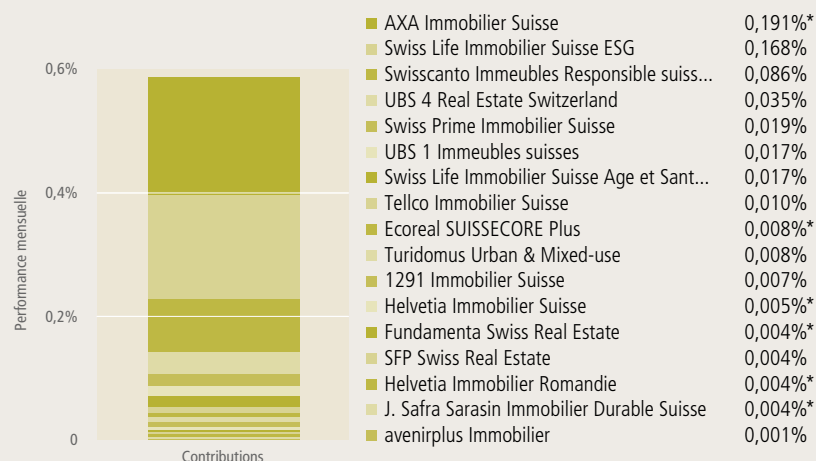 AXA Immobilier Suisse 0,191%*
Swiss Life Immobilier Suisse ESG 0,168%
Swisscanto Immeubles Responsible suiss... 0,086%
UBS 4 Real Estate Switzerland 0,035%
Swiss Prime Immobilier Suisse 0,019%
UBS 1 Immeubles suisses 0,017%
Swiss Life Immobilier Suisse Age et Sant... 0,017%
Tellco Immobilier Suisse 0,010%
Ecoreal SUISSECORE Plus 0,008%*
Turidomus Urban & Mixed-use 0,008%
1291 Immobilier Suisse 0,007%
Helvetia Immobilier Suisse 0,005%*
Fundamenta Swiss Real Estate 0,004%*
SFP Swiss Real Estate 0,004%
Helvetia Immobilier Romandie 0,004%*
J. Safra Sarasin Immobilier Durable Suisse 0,004%*
avenirplus Immobilier 0,001%
Performance mensuelle
0,6%
0,4%
0,2%
0
Contributions